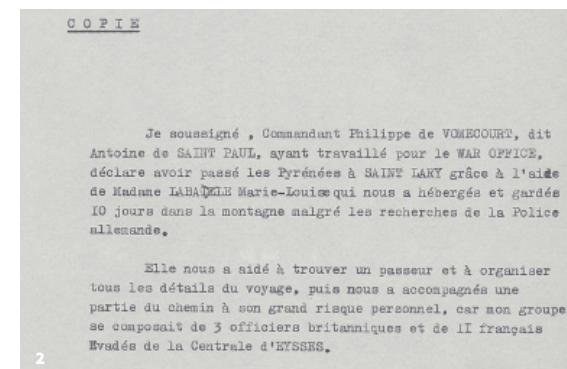 C O P I E
Je soussigné , Commandant Philippe de VOMECOURT, dit
Antoine de SAINT PAUL, ayant travaillé pour le WAR OFFICE,
déclare avoir passé les Pyrénées à SAINT LARY grâce à l'aide
de Madame LABADELE Marie-Louise qui nous a hébergés et gardés
I0 jours dans la montagne malgré les recherches de la Police
allemande.
Elle nous a aidé à trouver un passeur et à organiser
tous les détails du voyage, puis nous a accompagnés une
partie du chemin à son grand risque personnel, car mon groupe
se composait de 3 officiers britanniques et de II français
Evadés de la Centrale d'EYSSES.
2